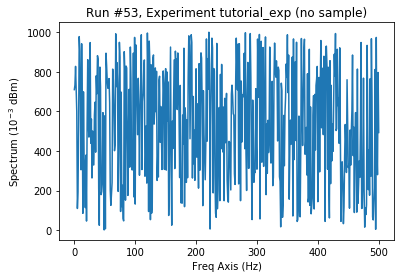 Run #53, Experiment tutorial_exp (no sample)
1000
800
600
400
200
0
Spectrum (10⁻³ dBm)
0 100 200 300 400 500
Freq Axis (Hz)